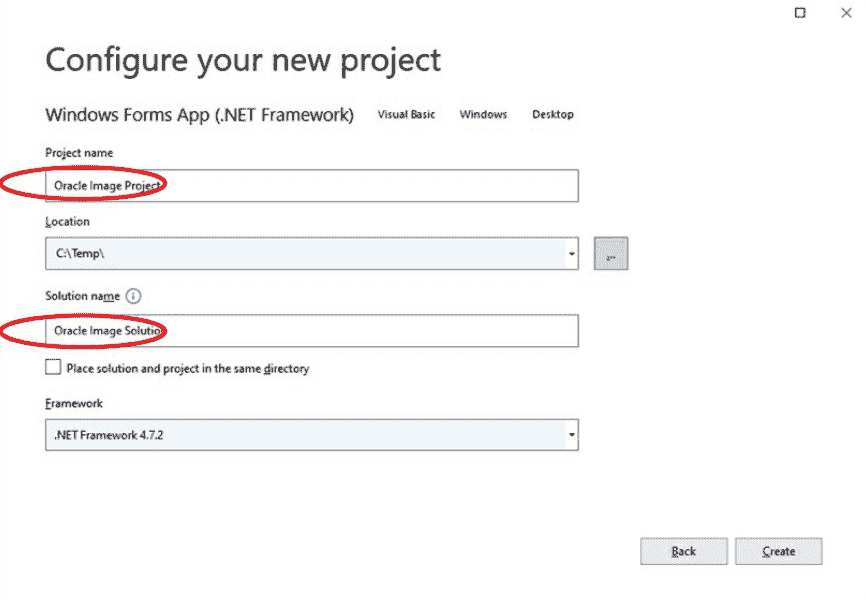 Configure your new project
Windows Forms App (.NET Framework) Visual Basic Windows Desktop
Project name
Oracle Image Project
Location
C:\Temp\
...
Solution name
Oracle Image Solution
Place solution and project in the same directory
Framework
.NET Framework 4.7.2
Back Create